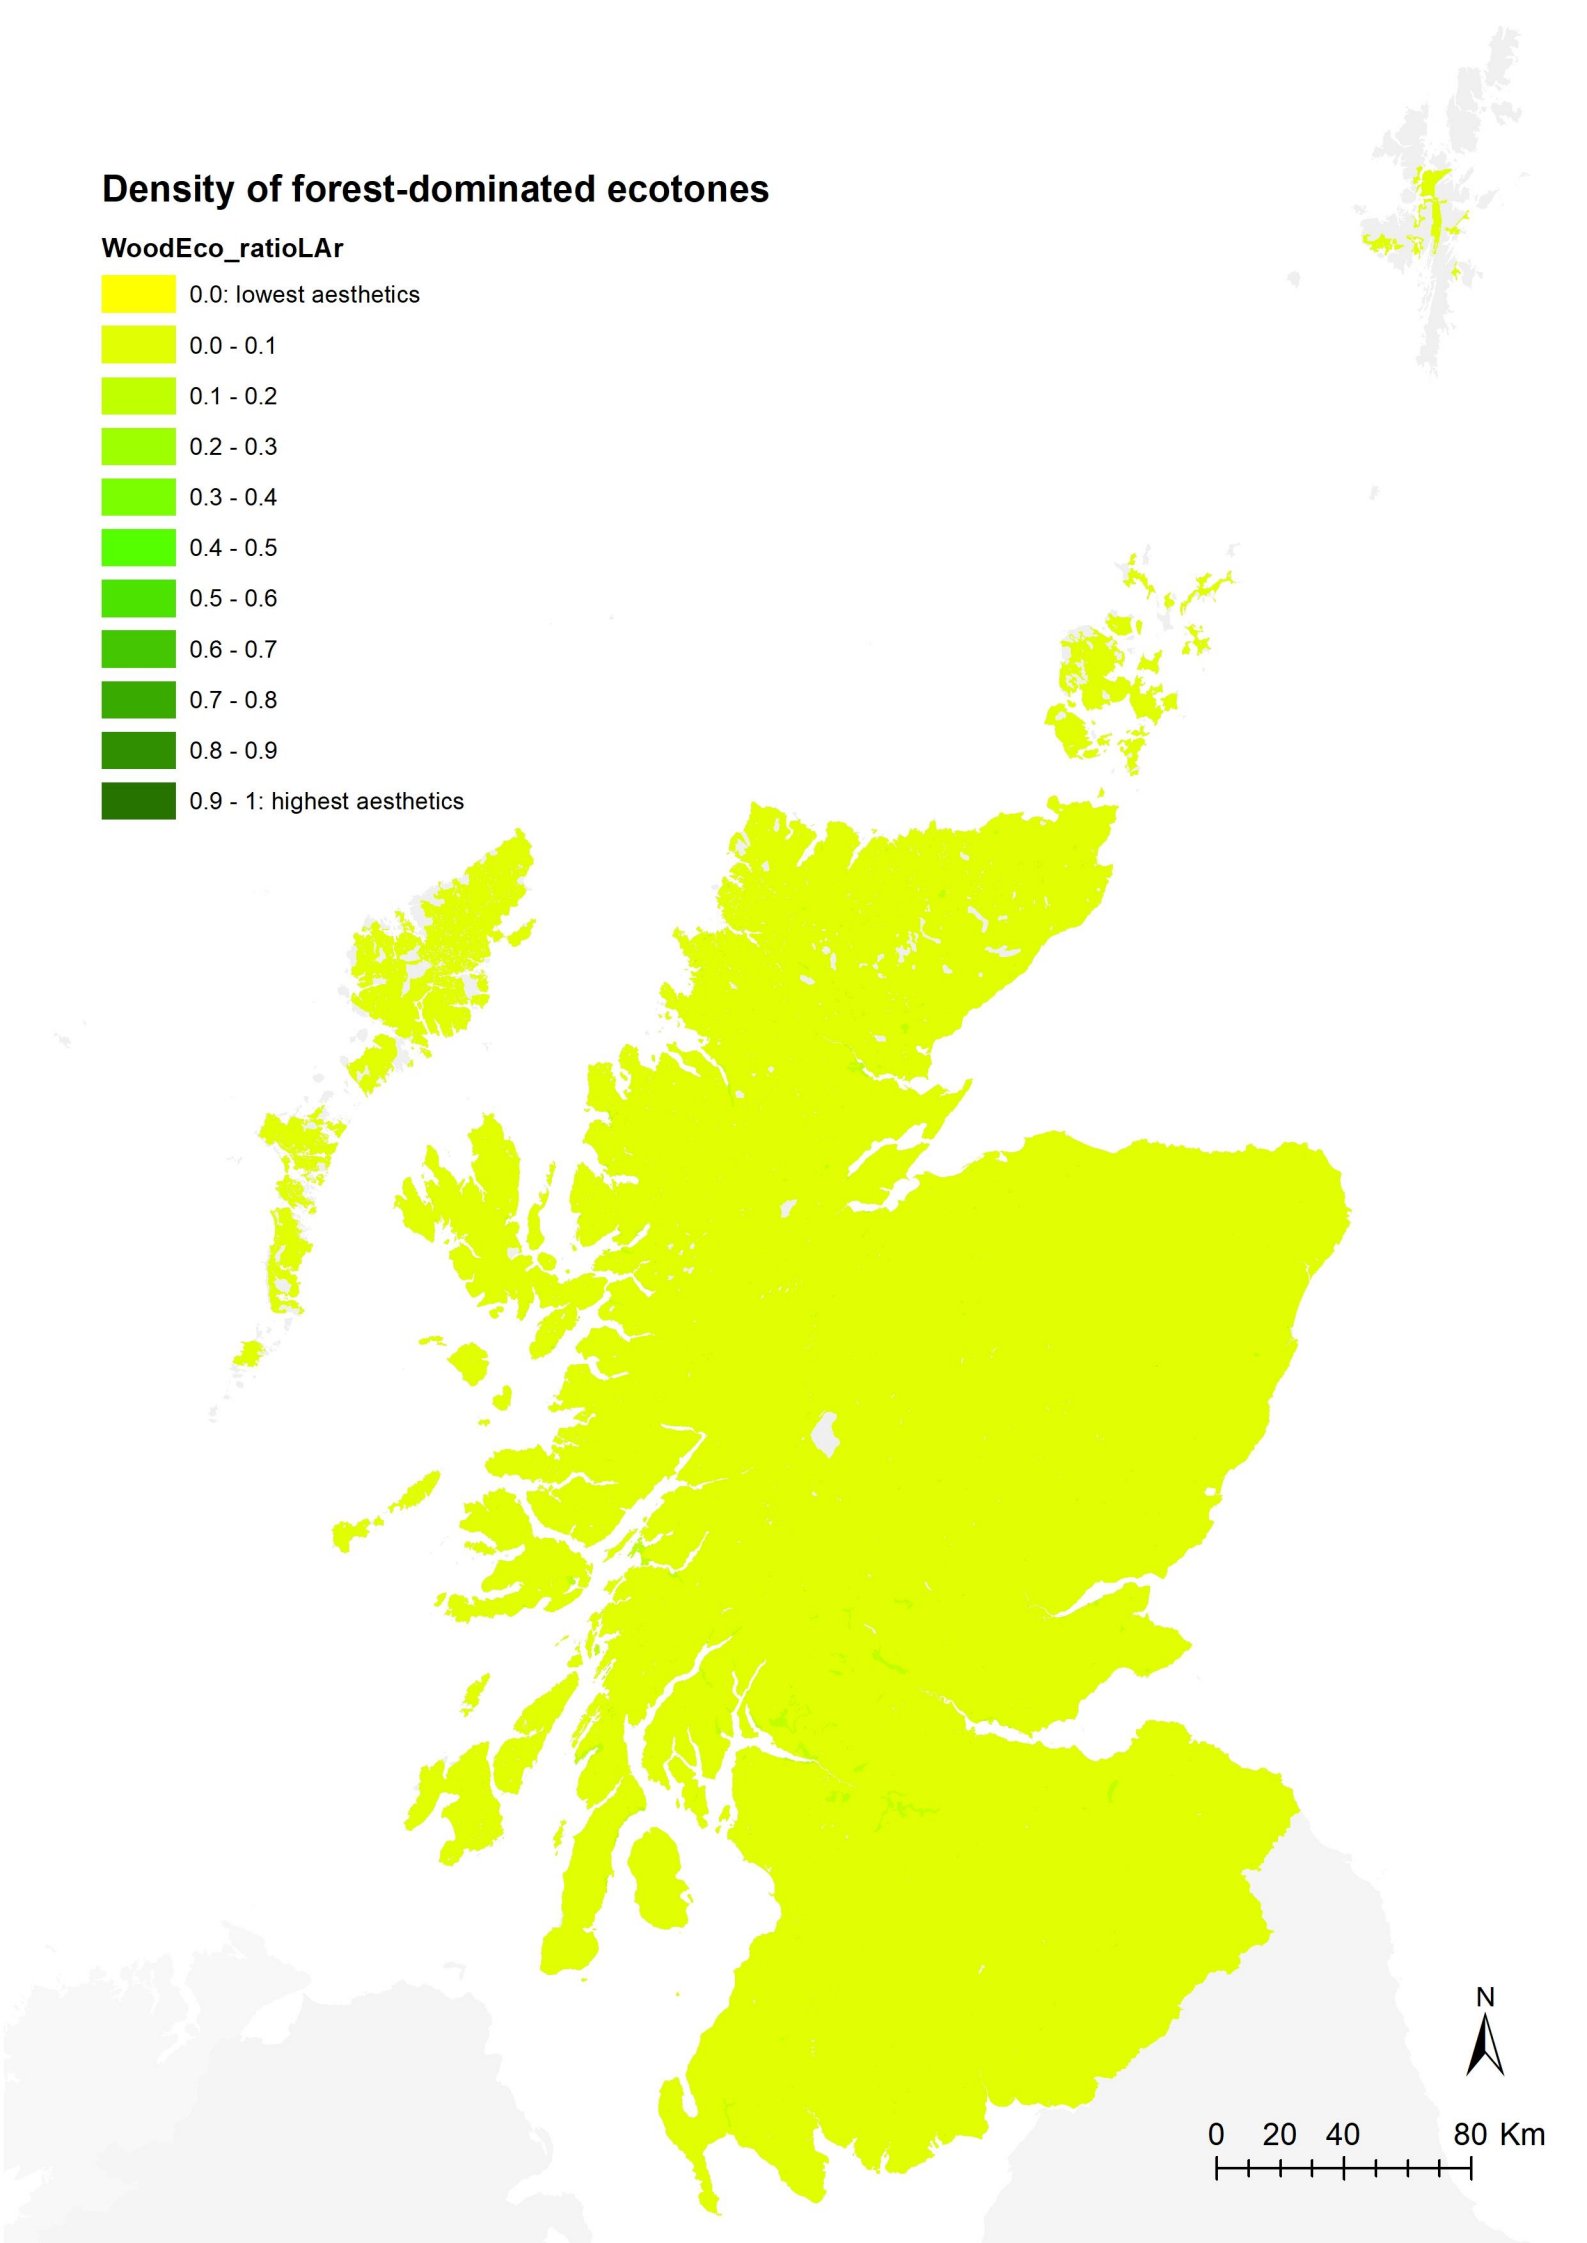 Density of forest-dominated ecotones
WoodEco_ratioLAr
0.0: lowest aesthetics
0.0 - 0.1
0.1 - 0.2
0.2 - 0.3
0.3 - 0.4
0.4 - 0.5
0.5 - 0.6
0.6 - 0.7
0.7 - 0.8
0.8 - 0.9
0.9 - 1: highest aesthetics
N
0 20 40 80 Km